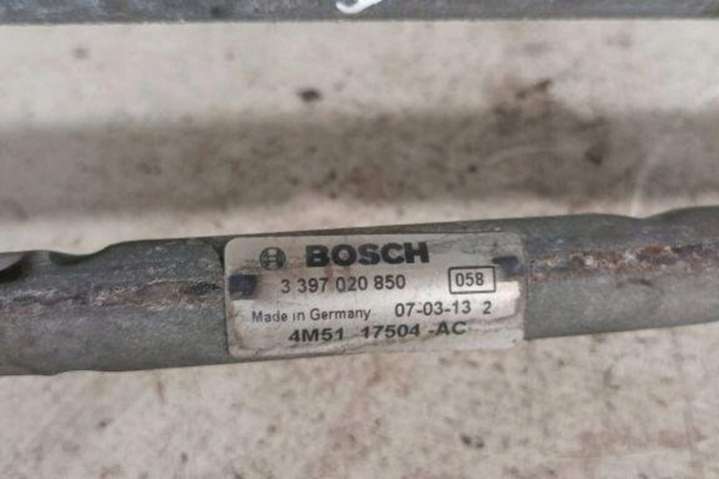 BOSCH
3 397 020 850 058
Made in Germany 07-03-13 2
4M51 17504-AC